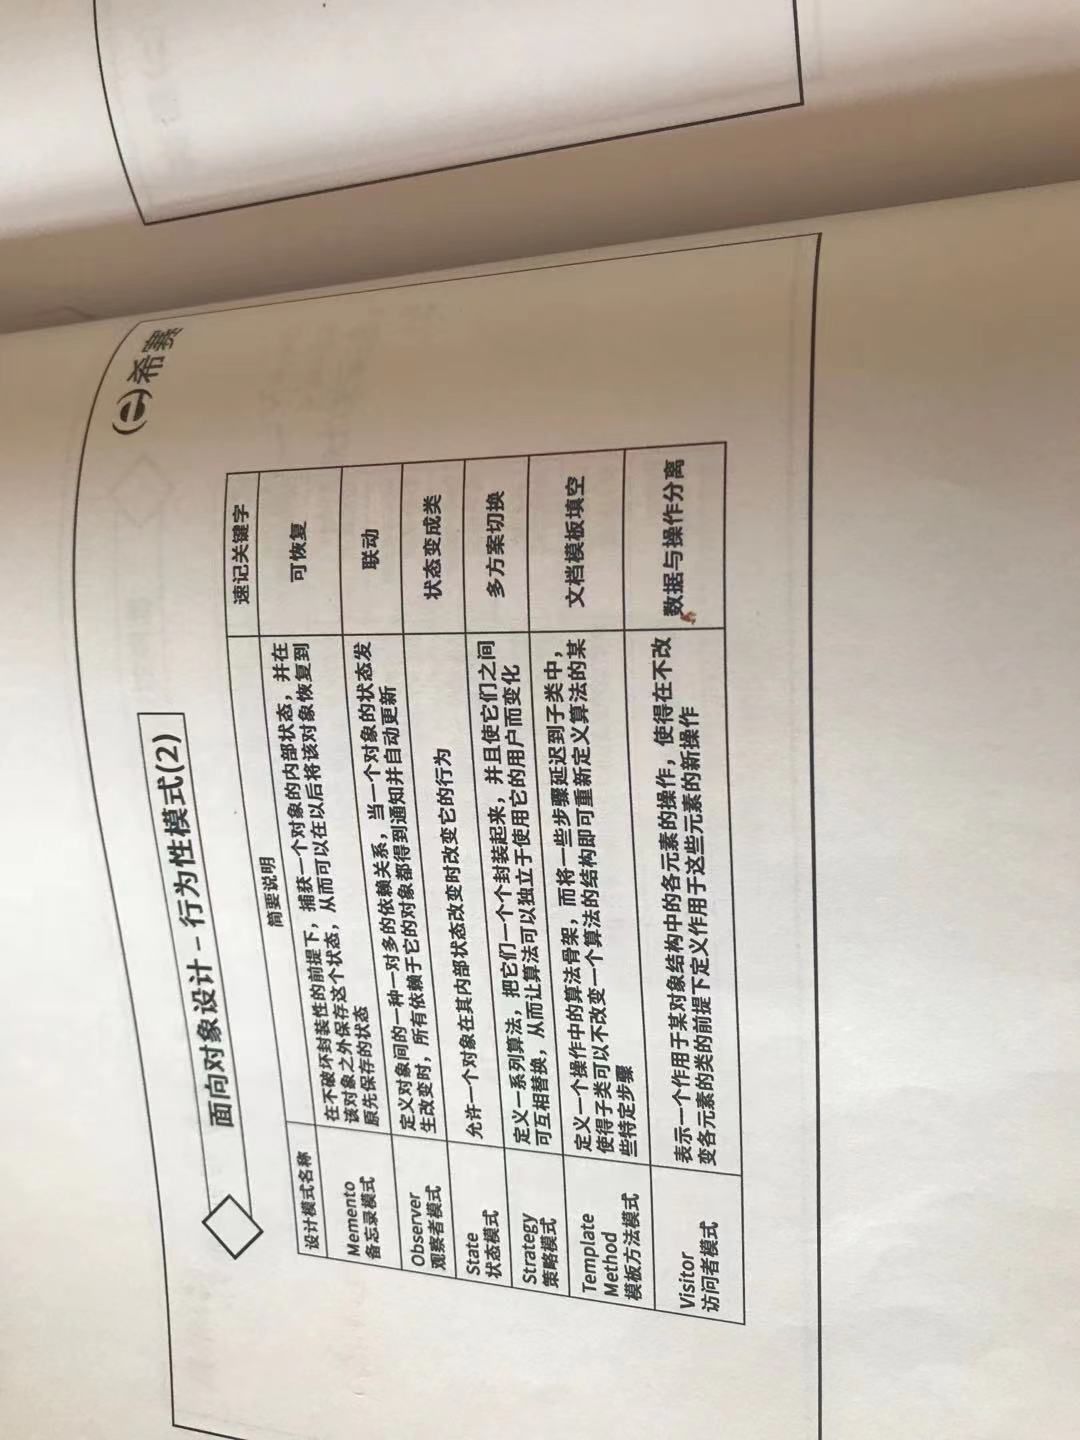 希赛
面向对象设计 – 行为性模式(2)
设计模式名称
简要说明
速记关键字
Memento
备忘录模式
在不破坏封装性的前提下，捕获一个对象的内部状态，并在
该对象之外保存这个状态，从而可以在以后将该对象恢复到
原先保存的状态
可恢复
Observer
观察者模式
定义对象间的一种一对多的依赖关系，当一个对象的状态发
生改变时，所有依赖于它的对象都得到通知并自动更新
联动
State
状态模式
允许一个对象在其内部状态改变时改变它的行为
状态变成类
Strategy
策略模式
定义一系列算法，把它们一个个封装起来，并且使它们之间
可互相替换，从而让算法可以独立于使用它的用户而变化
多方案切换
Template
Method
模板方法模式
定义一个操作中的算法骨架，而将一些步骤延迟到子类中，
使得子类可以不改变一个算法的结构即可重新定义算法的某
些特定步骤
文档模板填空
Visitor
访问者模式
表示一个作用于某对象结构中的各元素的操作，使得在不改
变各元素的类的前提下定义作用于这些元素的新操作
数据与操作分离